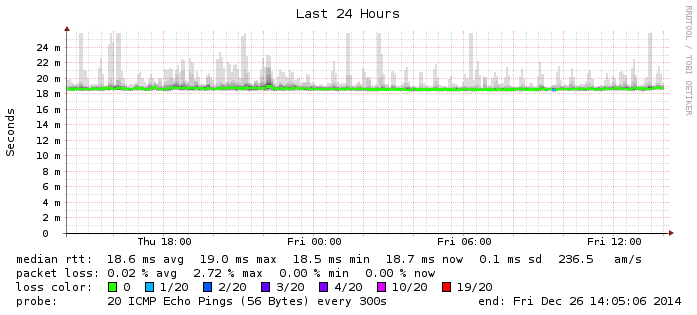 Last 24 Hours
RRDTOOL / TOBI OETIKER
Seconds
24 m
22 m
20 m
18 m
16 m
14 m
12 m
10 m
8 m
6 m
4 m
2 m
0
Thu 18:00 Fri 00:00 Fri 06:00 Fri 12:00
median rtt: 18.6 ms avg 19.0 ms max 18.5 ms min 18.7 ms now 0.1 ms sd 236.5 am/s
packet loss: 0.02 % avg 2.72 % max 0.00 % min 0.00 % now
loss color: 0 1/20 2/20 3/20 4/20 10/20 19/20
probe: 20 ICMP Echo Pings (56 Bytes) every 300s end: Fri Dec 26 14:05:06 2014